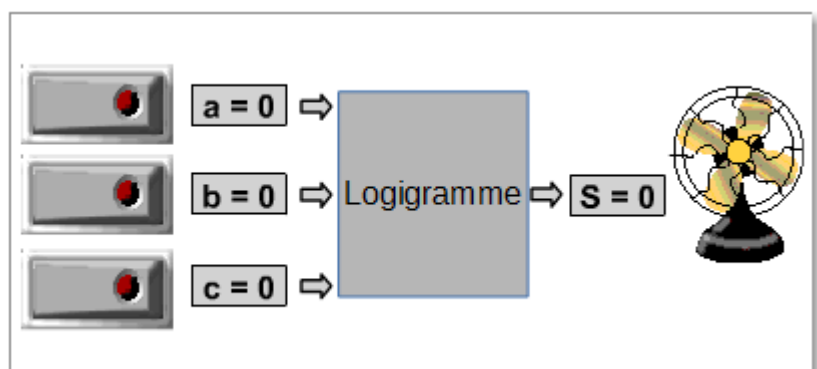 a = 0
b = 0
Logigramme
S = 0
c = 0